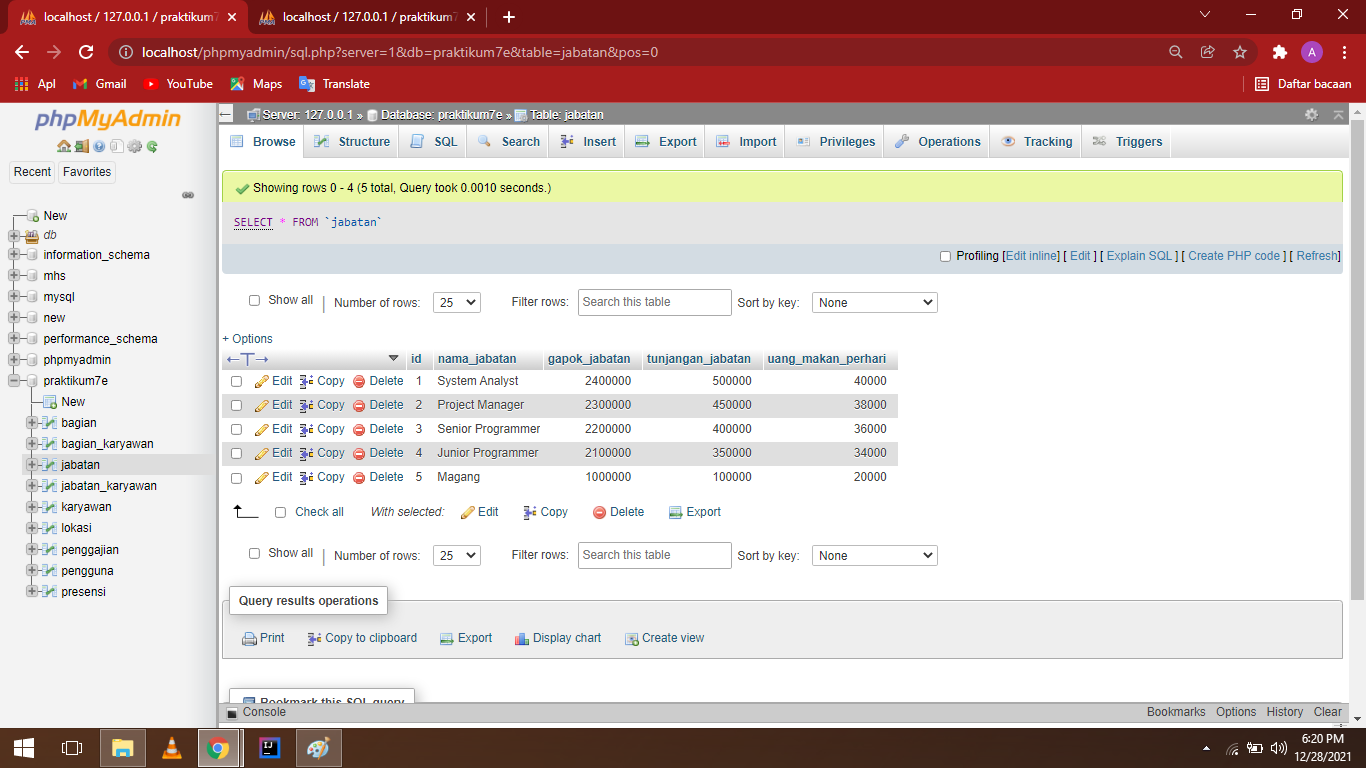 localhost / 127.0.0.1 / praktikum7
localhost / 127.0.0.1 / praktikum7
localhost/phpmyadmin/sql.php?server=1&db=praktikum7e&table=jabatan&pos=0
A
Apl Gmail YouTube Maps Translate Daftar bacaan
phpMyAdmin
Recent Favorites
New
db
information_schema
mhs
mysql
new
performance_schema
phpmyadmin
praktikum7e
New
bagian
bagian_karyawan
jabatan
jabatan_karyawan
karyawan
lokasi
penggajian
pengguna
presensi
Server: 127.0.0.1 » Database: praktikum7e » Table: jabatan
Browse Structure SQL Search Insert Export Import Privileges Operations Tracking Triggers
Showing rows 0 - 4 (5 total, Query took 0.0010 seconds.)
SELECT * FROM `jabatan`
Profiling [Edit inline] [ Edit ] [ Explain SQL ] [ Create PHP code ] [ Refresh]
Show all | Number of rows: 25 Filter rows: Search this table Sort by key: None
+ Options
←T→ id nama_jabatan gapok_jabatan tunjangan_jabatan uang_makan_perhari
Edit Copy Delete 1 System Analyst 2400000 500000 40000
Edit Copy Delete 2 Project Manager 2300000 450000 38000
Edit Copy Delete 3 Senior Programmer 2200000 400000 36000
Edit Copy Delete 4 Junior Programmer 2100000 350000 34000
Edit Copy Delete 5 Magang 1000000 100000 20000
Check all With selected: Edit Copy Delete Export
Show all | Number of rows: 25 Filter rows: Search this table Sort by key: None
Query results operations
Print Copy to clipboard Export Display chart Create view
Bookmark this SQL query
Console Bookmarks Options History Clear
IJ
6:20 PM
12/28/2021